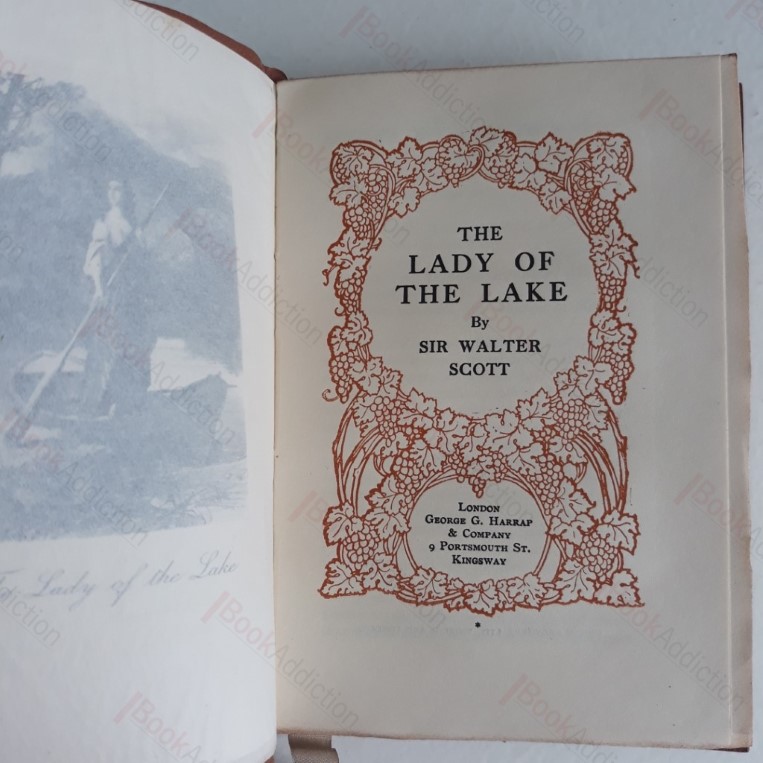 The Lady of the Lake
THE
LADY OF
THE LAKE
By
SIR WALTER
SCOTT
LONDON
GEORGE G. HARRAP
& COMPANY
9 PORTSMOUTH ST.
KINGSWAY
BookAddiction